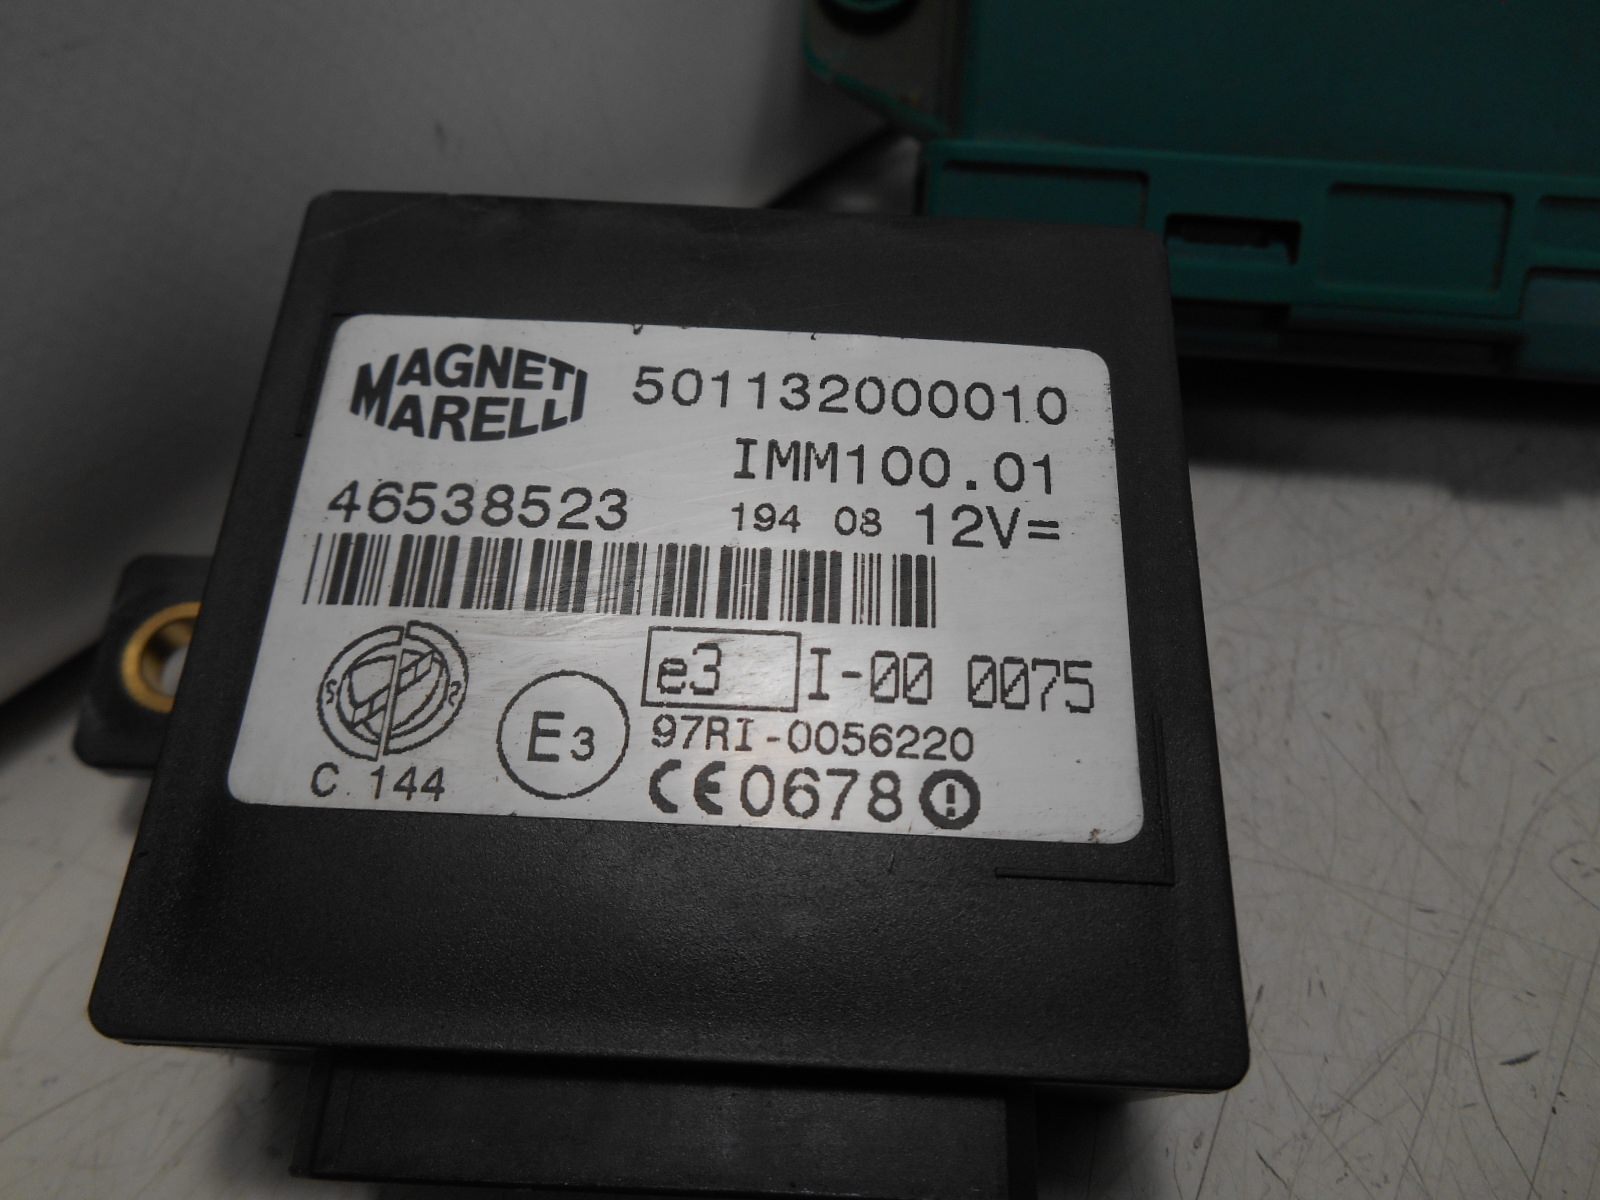 MAGNETI
MARELLI
501132000010
IMM100.01
46538523
194 08 12V=
e3 I-00 0075
E3
97RI-0056220
C 144
CE0678